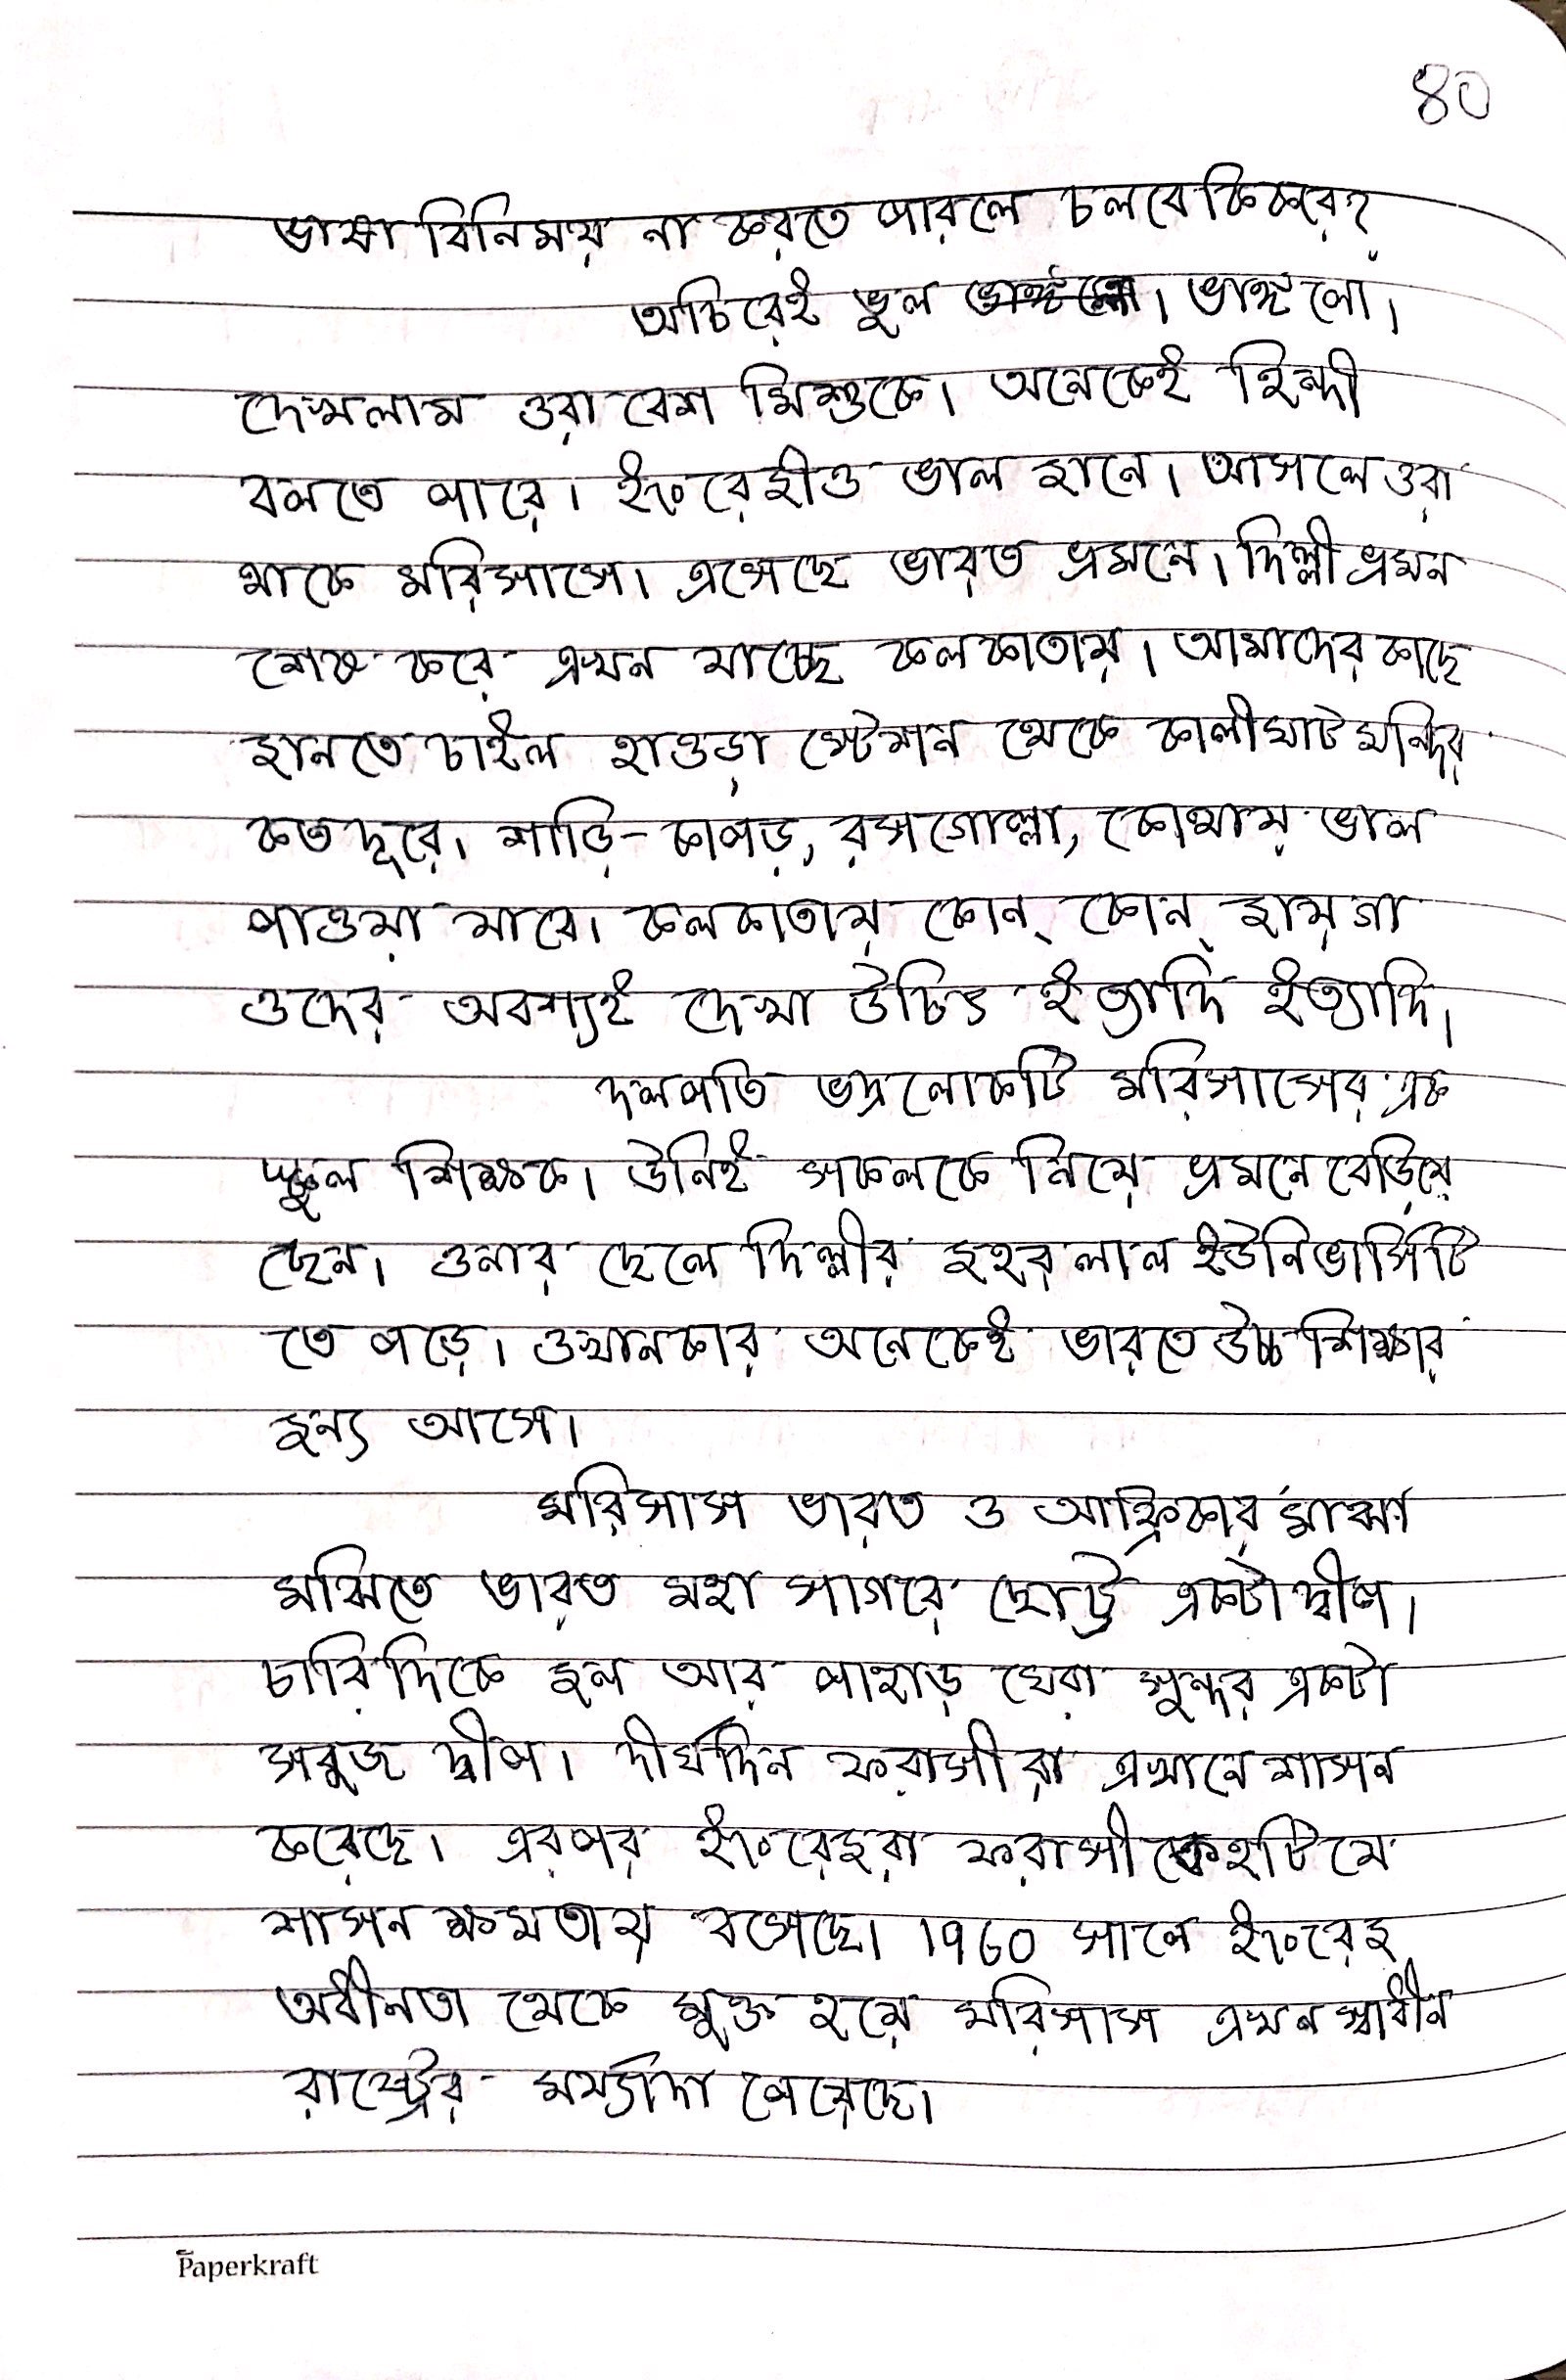 80
ভাষা বিনিময় না করতে পারলে চলবে কি করে?
অচিরেই ভুল ভাঙ্গলো। ভাঙ্গলো।
দেখলাম ওরা বেশ মিশুকে। অনেকেই হিন্দী
বলতে পারে। ইংরেজীও ভাল জানে। আসলে ওরা
থাকে মরিসাসে। এসেছে ভারত ভ্রমনে। দিল্লী ভ্রমন
শেষ করে এখন যাচ্ছে কলকাতায়। আমাদের কাছে
জানতে চাইল হাওড়া স্টেশন থেকে কালীঘাট মন্দির
কত দূরে। শাড়ি-কাপড়, রসগোল্লা, কোথায় ভাল
পাওয়া যাবে। কলকাতায় কোন্ কোন্ জায়গা
ওদের অবশ্যই দেখা উচিৎ ইত্যাদি ইত্যাদি।
দলপতি ভদ্রলোকটি মরিসাসের এক
স্কুল শিক্ষক। উনিই সকলকে নিয়ে ভ্রমনে বেড়িয়ে
ছেন। ওনার ছেলে দিল্লীর জহরলাল ইউনিভার্সিটি
তে পড়ে। ওখানকার অনেকেই ভারতে উচ্চ শিক্ষার
জন্য আসে।
মরিসাস ভারত ও আফ্রিকার মাঝা
মঝিতে ভারত মহা সাগরে ছোট্ট একটা দ্বীপ।
চারিদিকে জল আর পাহাড় ঘেরা সুন্দর একটা
সবুজ দ্বীপ। দীর্ঘদিন ফরাসীরা এখানে শাসন
করেছে। এরপর ইংরেজরা ফরাসীকে হটিয়ে
শাসন ক্ষমতায় বসেছে। 1960 সালে ইংরেজ
অধীনতা থেকে মুক্ত হয়ে মরিসাস এখন স্বাধীন
রাষ্ট্রের মর্য্যাদা পেয়েছে।
Paperkraft